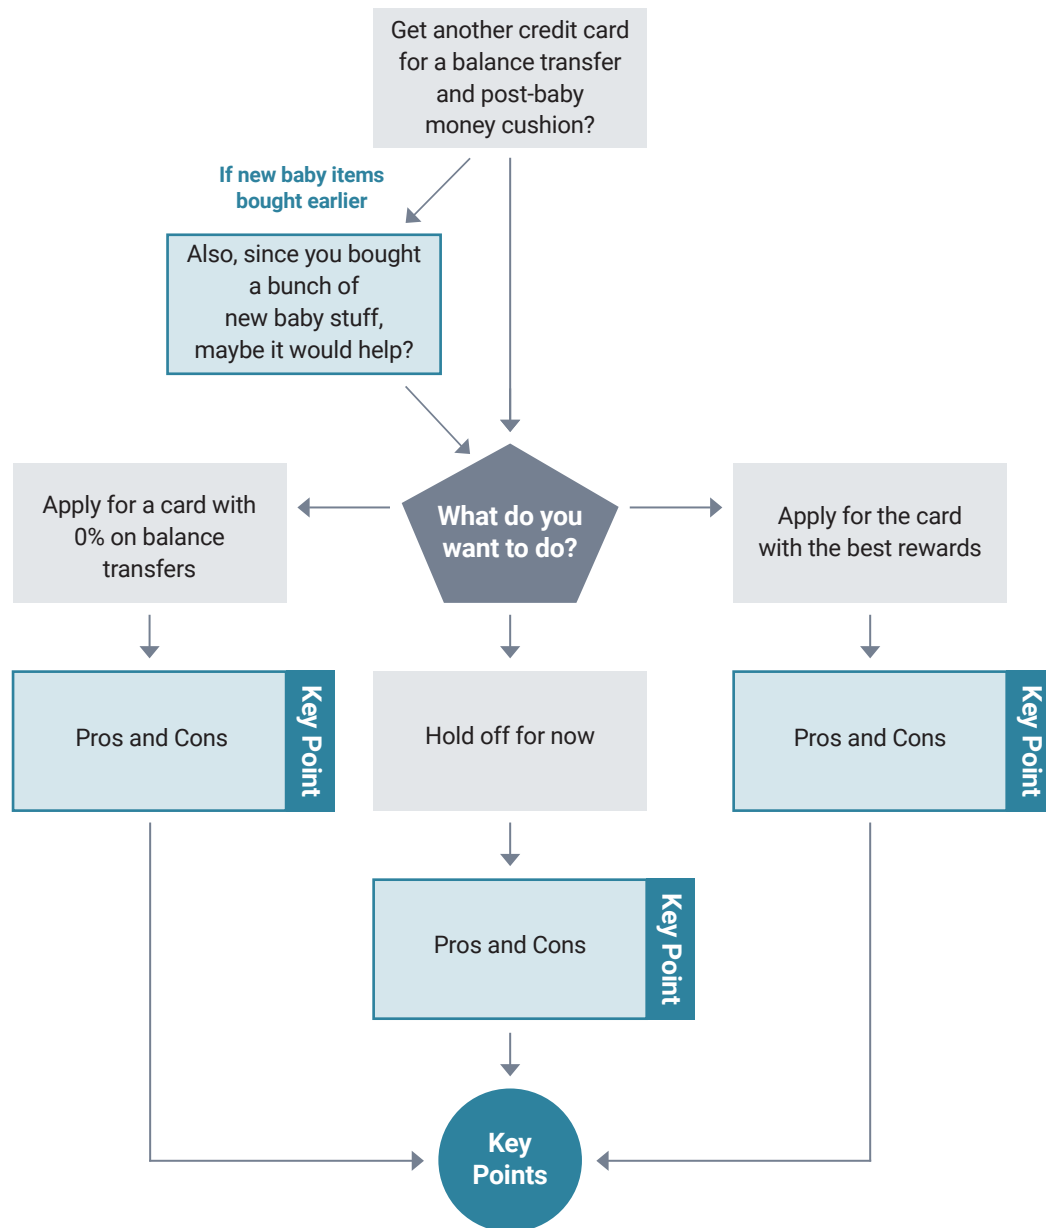 Get another credit card
for a balance transfer
and post-baby
money cushion?
If new baby items
bought earlier
Also, since you bought
a bunch of
new baby stuff,
maybe it would help?
What do you
want to do?
Apply for a card with
0% on balance
transfers
Apply for the card
with the best rewards
Pros and Cons
Key Point
Hold off for now
Pros and Cons
Key Point
Pros and Cons
Key Point
Key
Points